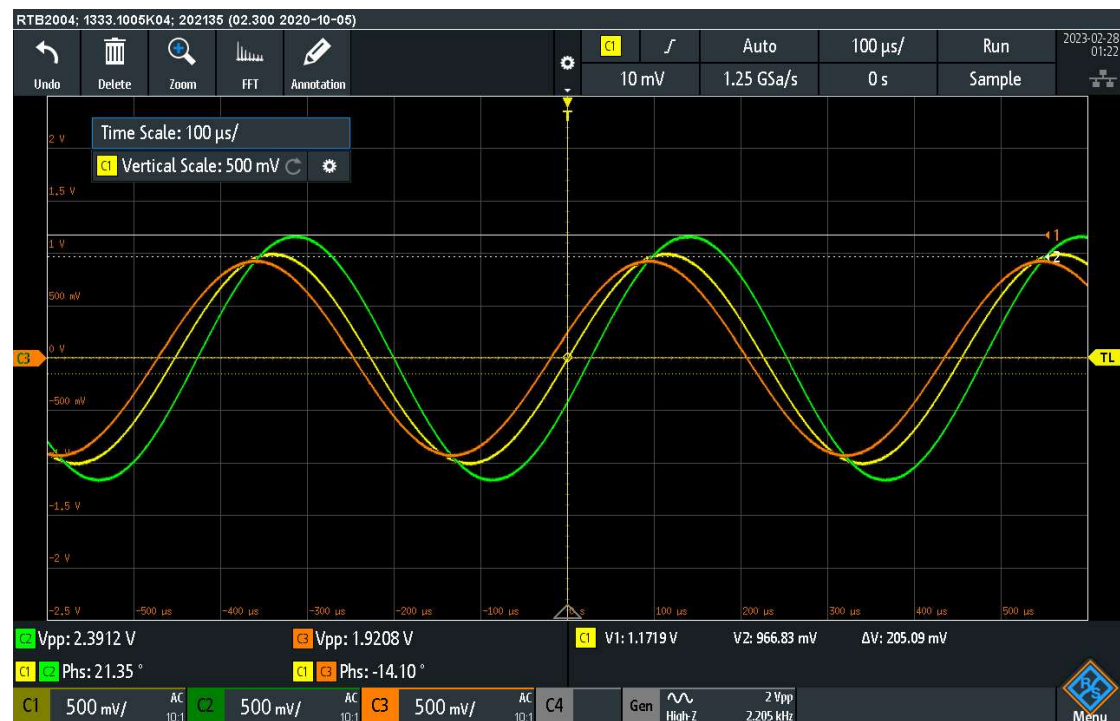 RTB2004; 1333.1005K04; 202135 (02.300 2020-10-05)
Undo Delete Zoom FFT Annotation
C1 Auto 100 µs/ Run
10 mV 1.25 GSa/s 0 s Sample
2023-02-28
01:22
T
2 V
Time Scale: 100 µs/
C1 Vertical Scale: 500 mV
1.5 V
1 V
1
2
500 mV
0 V
C3
TL
-500 mV
-1 V
-1.5 V
-2 V
-2.5 V -500 µs -400 µs -300 µs -200 µs -100 µs 0 s 100 µs 200 µs 300 µs 400 µs 500 µs
C2 Vpp: 2.3912 V C3 Vpp: 1.9208 V C1 V1: 1.1719 V V2: 966.83 mV ΔV: 205.09 mV
C1 C2 Phs: 21.35 ° C1 C3 Phs: -14.10 °
C1 500 mV/ AC 10:1 C2 500 mV/ AC 10:1 C3 500 mV/ AC 10:1 C4 Gen High-Z 2 Vpp 2.205 kHz
R&S
Menu